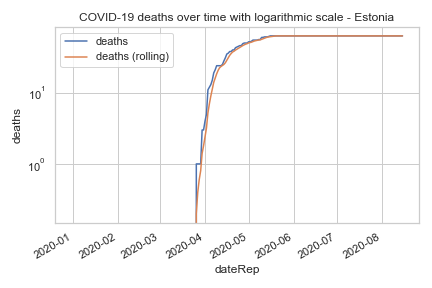 COVID-19 deaths over time with logarithmic scale - Estonia
deaths
deaths (rolling)
10¹
10⁰
deaths
2020-01
2020-02
2020-03
2020-04
2020-05
2020-06
2020-07
2020-08
dateRep